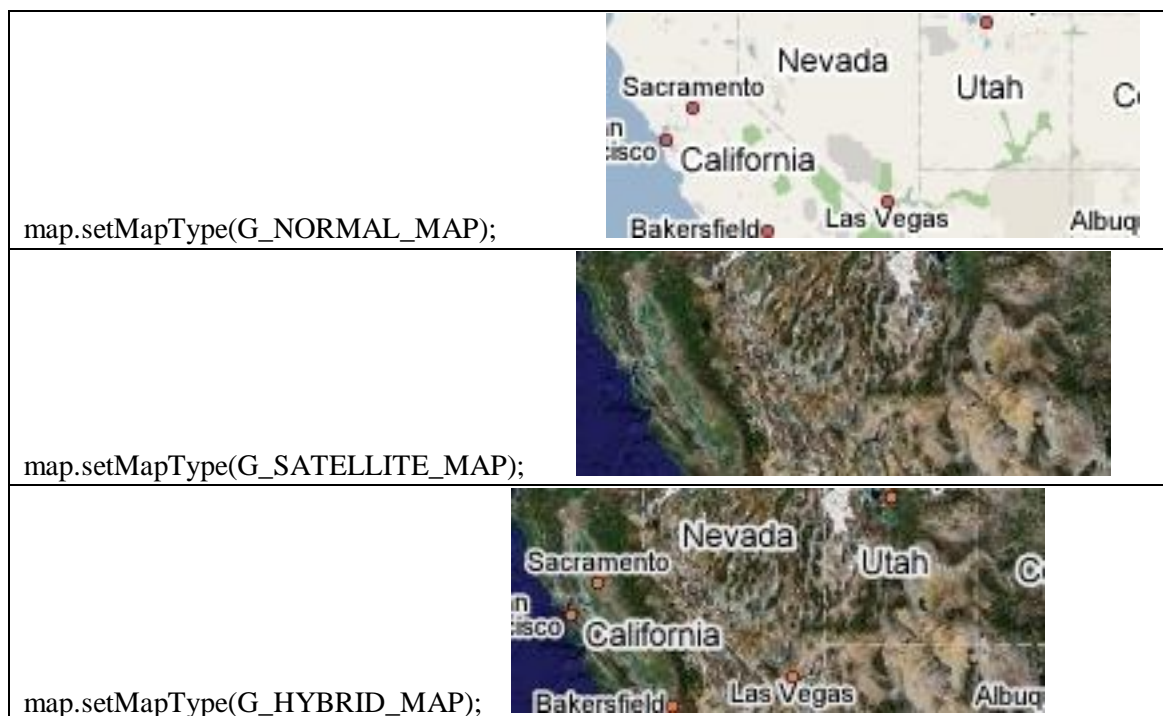 Nevada
Utah
Sacramento
California
Las Vegas
Bakersfield
map.setMapType(G_NORMAL_MAP);
map.setMapType(G_SATELLITE_MAP);
Nevada
Utah
Sacramento
California
Las Vegas
Bakersfield
map.setMapType(G_HYBRID_MAP);